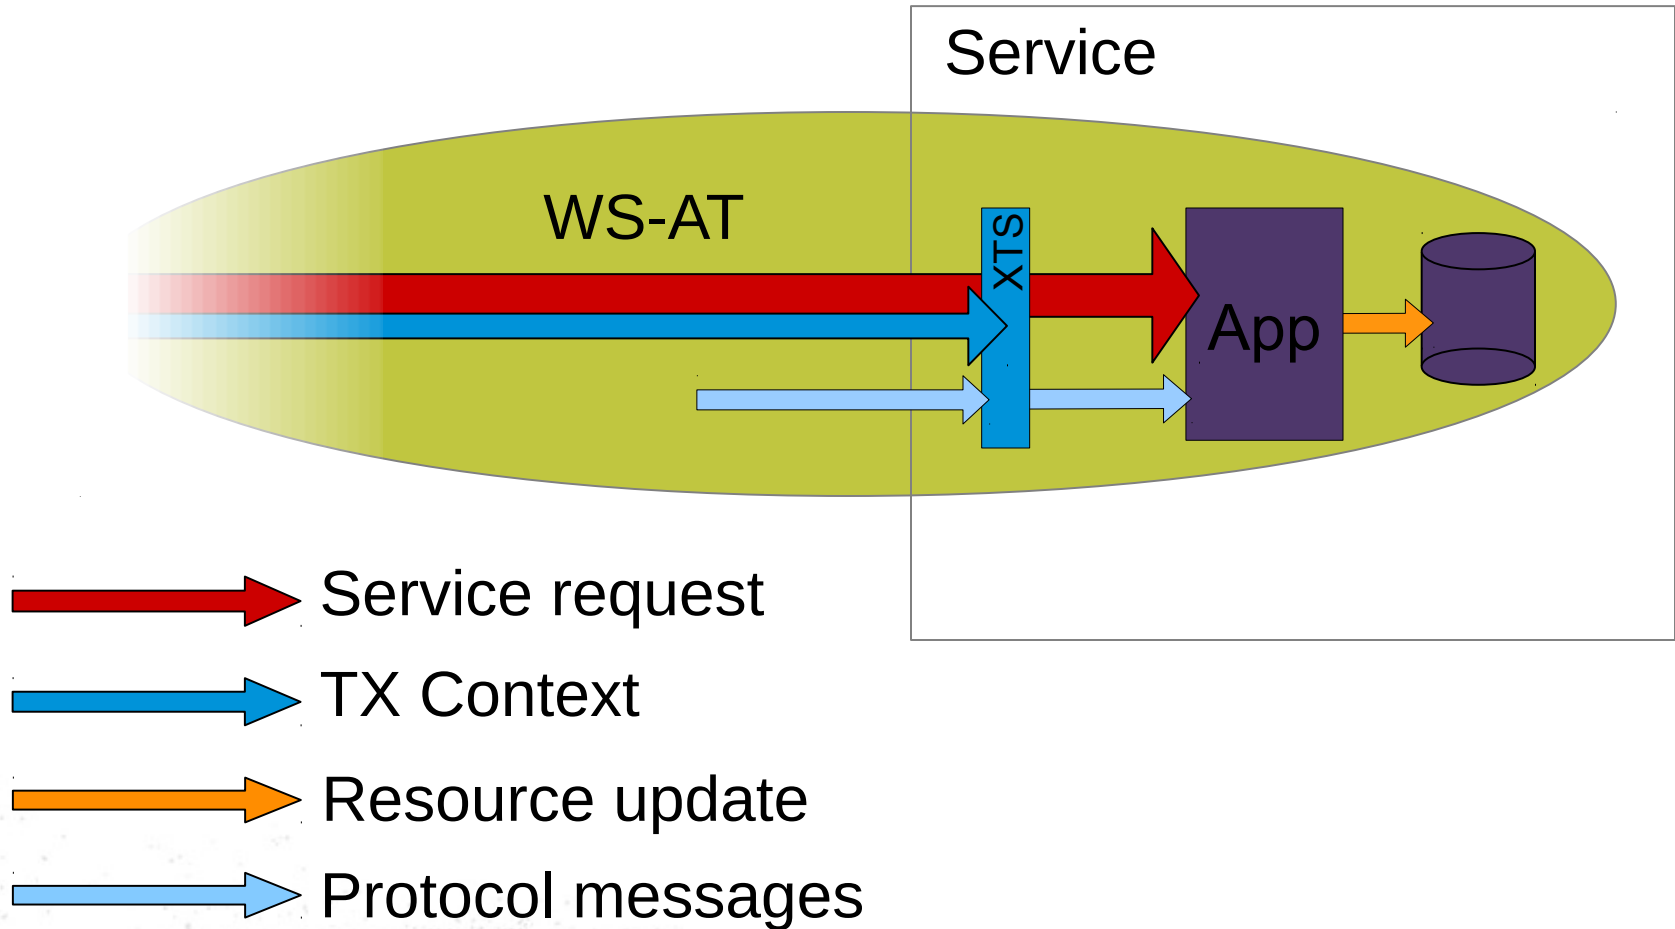 Service
WS-AT
XTS
App
Service request
TX Context
Resource update
Protocol messages